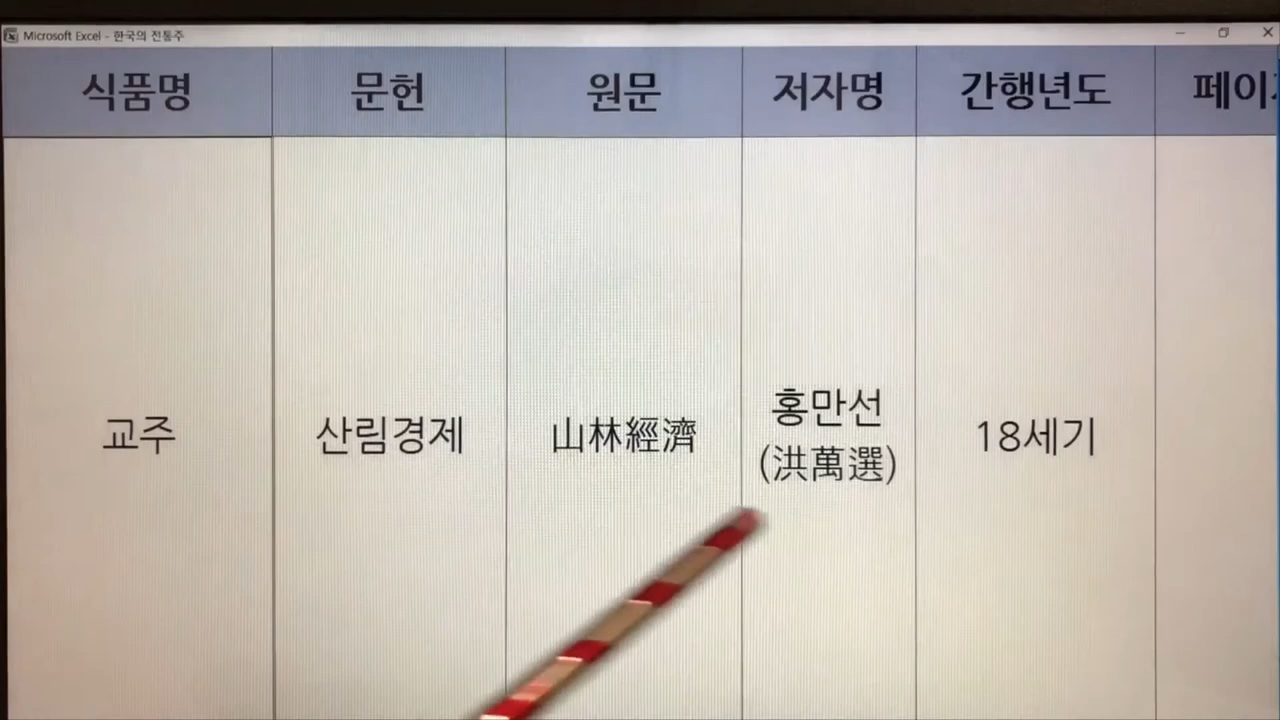 Microsoft Excel - 한국의 전통주
식품명 문헌 원문 저자명 간행년도 페이
교주 산림경제 山林經濟 홍만선 18세기
(洪萬選)